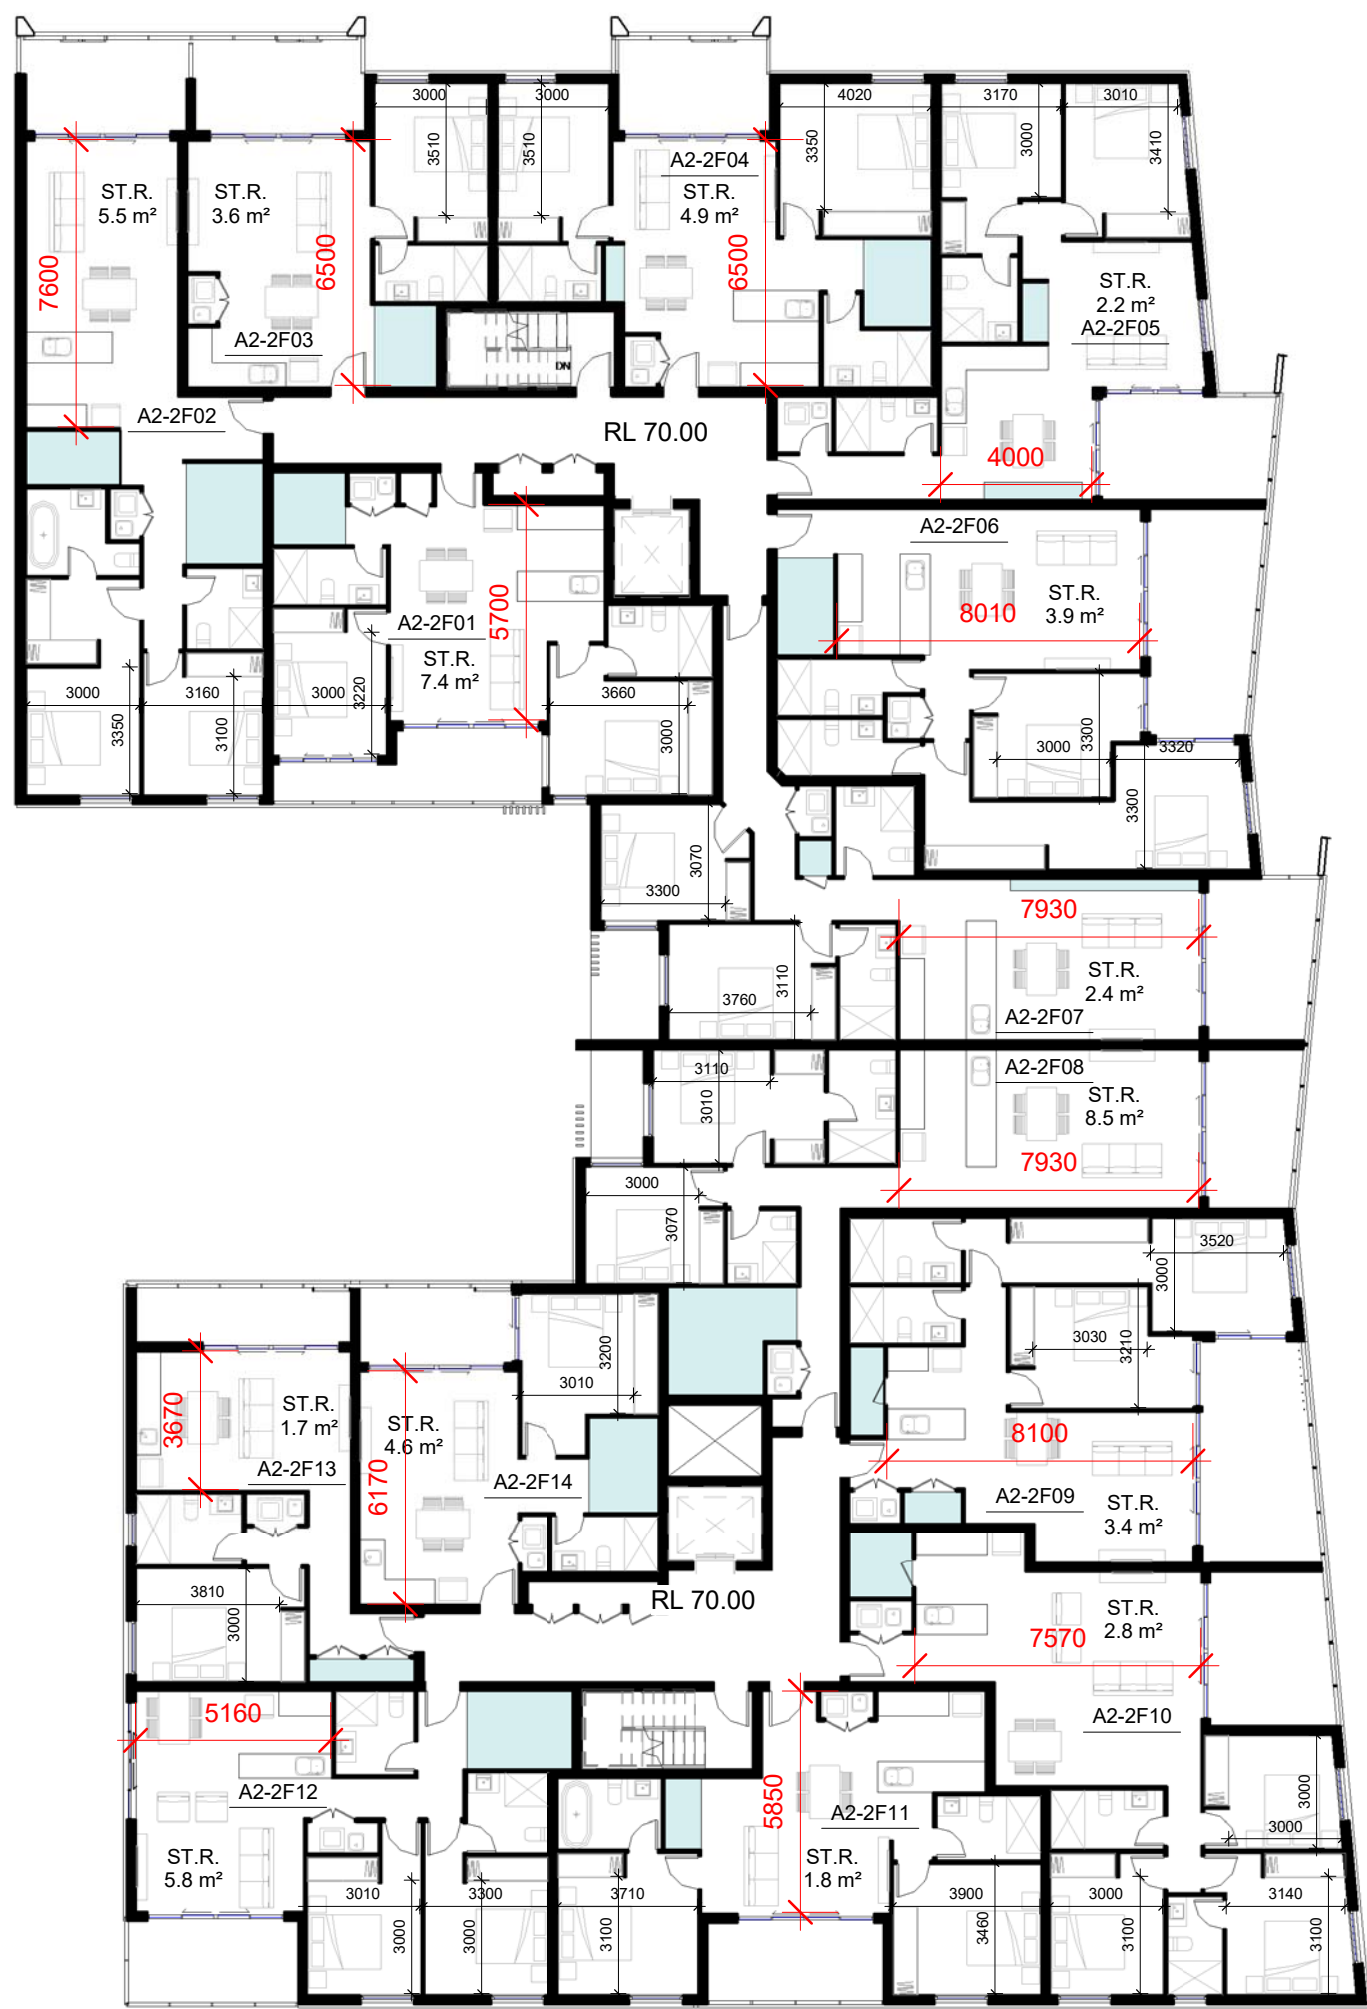 3000
3000
4020
3170
3010
3510
3510
3350
3000
3410
A2-2F04
ST.R.
5.5 m²
ST.R.
3.6 m²
ST.R.
4.9 m²
7600
6500
6500
ST.R.
2.2 m²
A2-2F05
A2-2F03
DN
A2-2F02
RL 70.00
4000
A2-2F06
A2-2F01
5700
ST.R.
3.9 m²
8010
ST.R.
7.4 m²
3000
3160
3000
3220
3660
3350
3100
3000
3300
3000
3320
3300
3070
3300
7930
ST.R.
2.4 m²
3110
3760
A2-2F07
A2-2F08
3110
3010
ST.R.
8.5 m²
7930
3000
3070
3520
3000
3200
3010
3030
3210
ST.R.
1.7 m²
3670
ST.R.
4.6 m²
8100
A2-2F13
A2-2F14
6170
A2-2F09
ST.R.
3.4 m²
3810
3000
RL 70.00
ST.R.
2.8 m²
7570
5160
A2-2F10
A2-2F12
5850
A2-2F11
3000
3000
ST.R.
5.8 m²
ST.R.
1.8 m²
3010
3300
3710
3900
3000
3140
3000
3000
3100
3460
3100
3100